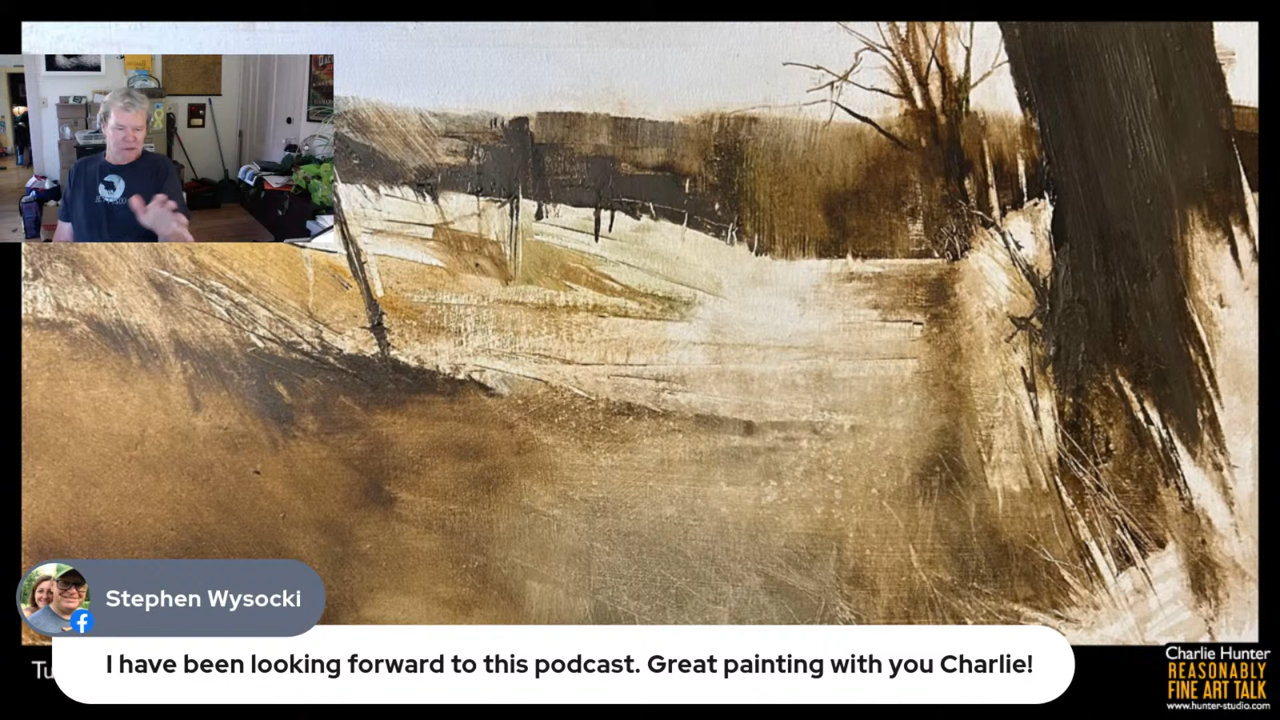 Stephen Wysocki
I have been looking forward to this podcast. Great painting with you Charlie!
Charlie Hunter
REASONABLY
FINE ART TALK
www.hunter-studio.com